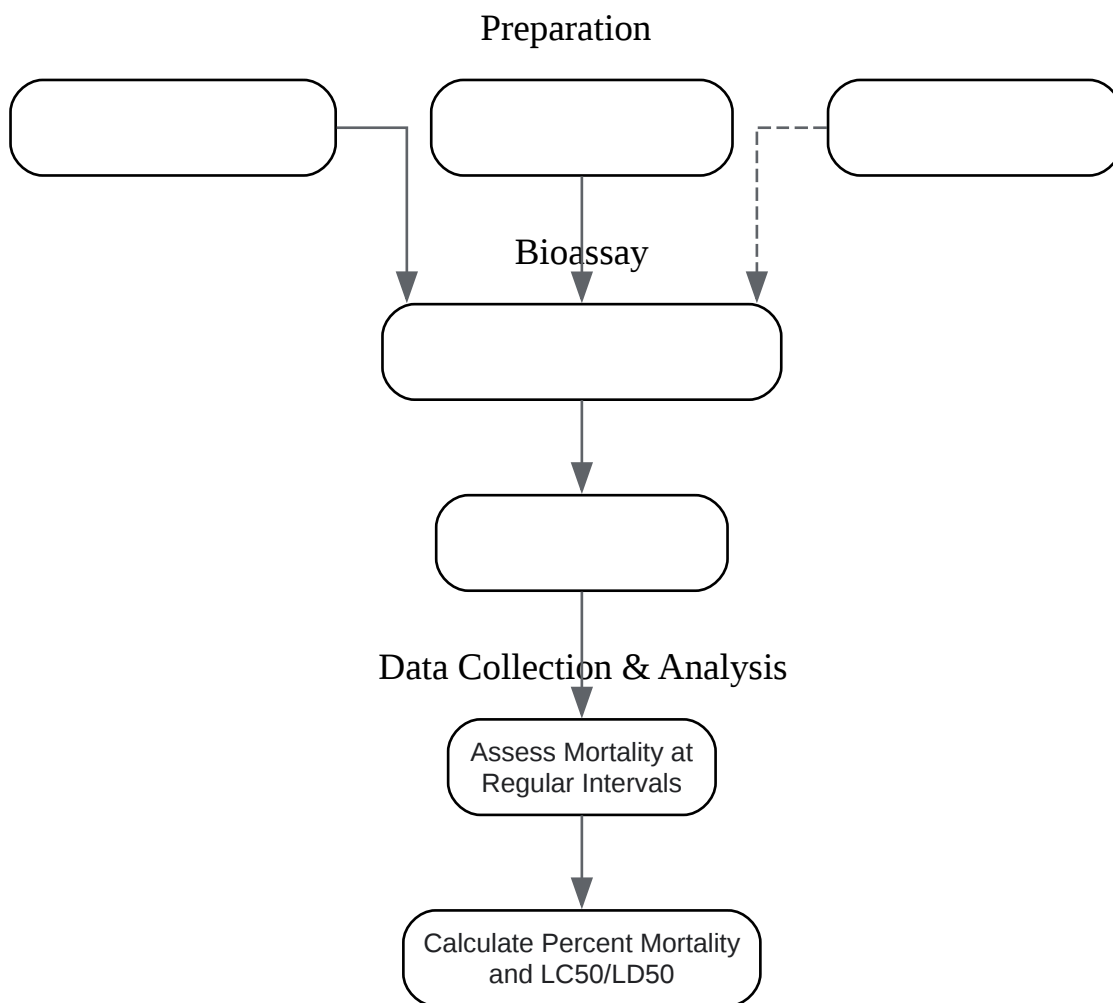 Preparation
Bioassay
Data Collection & Analysis
Assess Mortality at
Regular Intervals
Calculate Percent Mortality
and LC50/LD50